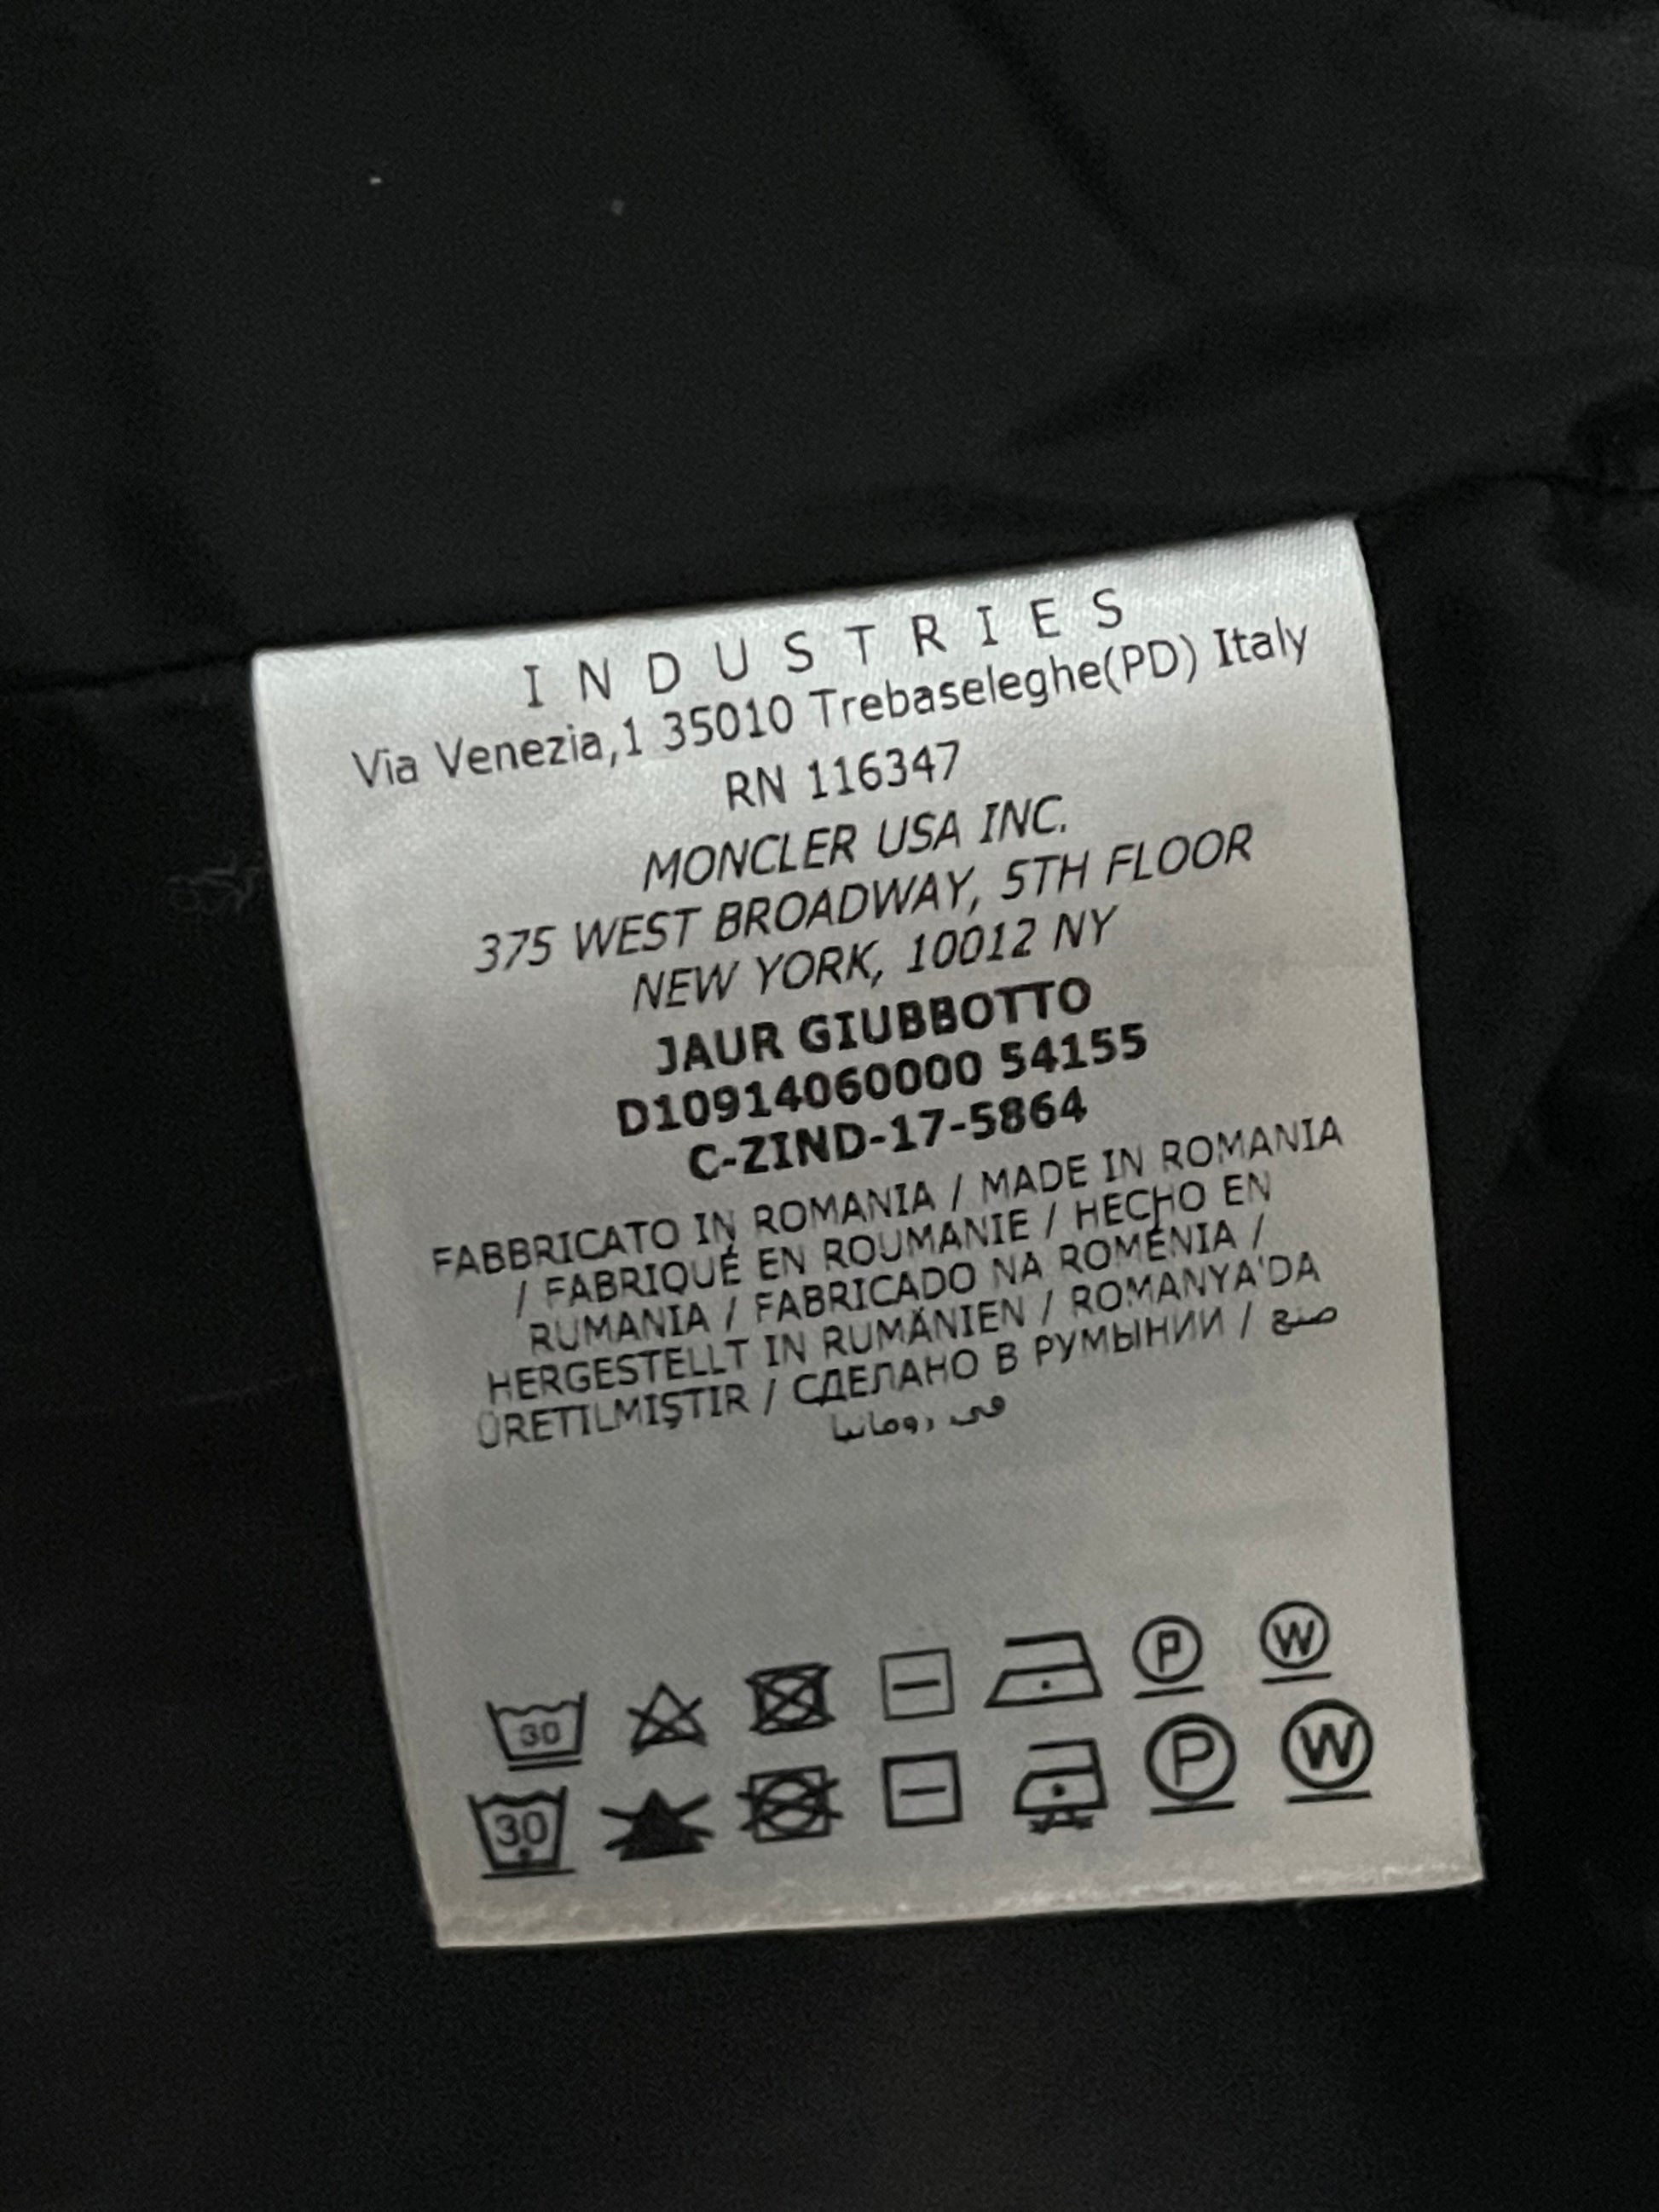 INDUSTRIES
Via Venezia,1 35010 Trebaseleghe(PD) Italy
RN 116347
MONCLER USA INC.
375 WEST BROADWAY, 5TH FLOOR
NEW YORK, 10012 NY
JAUR GIUBBOTTO
D10914060000 54155
C-ZIND-17-5864
FABBRICATO IN ROMANIA / MADE IN ROMANIA
/ FABRIQUÉ EN ROUMANIE / HECHO EN
RUMANIA / FABRICADO NA ROMÉNIA /
HERGESTELLT IN RUMÄNIEN / ROMANYA'DA
ÜRETILMIŞTIR / СДЕЛАНО В РУМЫНИИ / صنع
في رومانيا
30 P W
30 P W